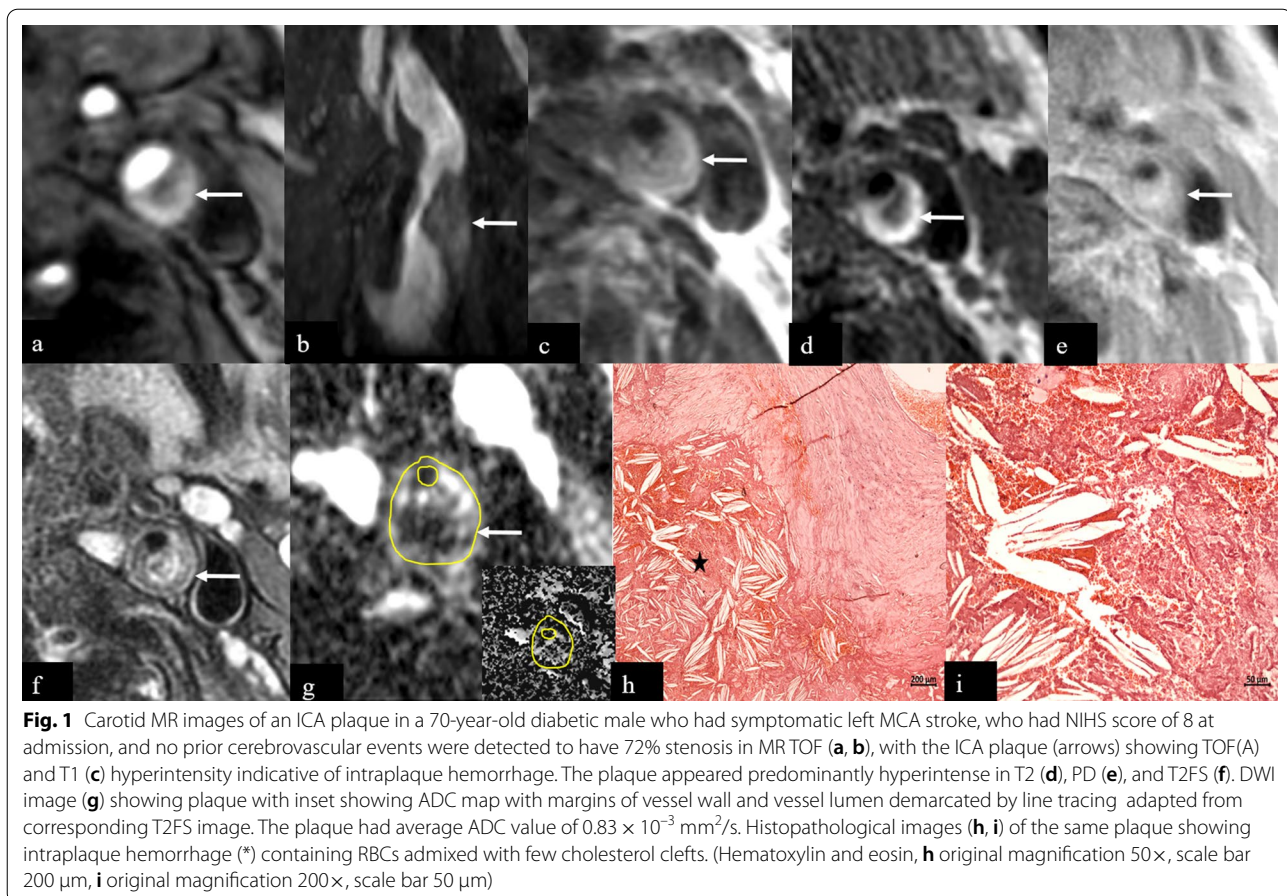 a
b
c
d
e
f
g
h
200 µm
i
50 µm
Fig. 1 Carotid MR images of an ICA plaque in a 70-year-old diabetic male who had symptomatic left MCA stroke, who had NIHS score of 8 at
admission, and no prior cerebrovascular events were detected to have 72% stenosis in MR TOF (a, b), with the ICA plaque (arrows) showing TOF(A)
and T1 (c) hyperintensity indicative of intraplaque hemorrhage. The plaque appeared predominantly hyperintense in T2 (d), PD (e), and T2FS (f). DWI
image (g) showing plaque with inset showing ADC map with margins of vessel wall and vessel lumen demarcated by line tracing adapted from
corresponding T2FS image. The plaque had average ADC value of 0.83 × 10⁻³ mm²/s. Histopathological images (h, i) of the same plaque showing
intraplaque hemorrhage (*) containing RBCs admixed with few cholesterol clefts. (Hematoxylin and eosin, h original magnification 50×, scale bar
200 µm, i original magnification 200×, scale bar 50 µm)